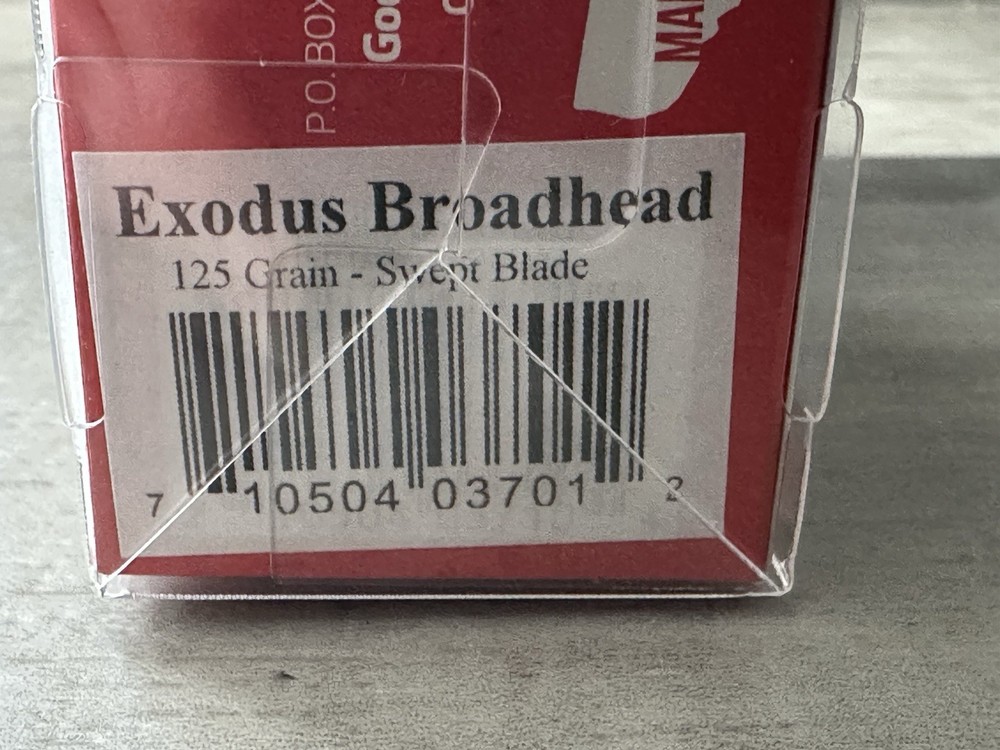 P.O.BOX
Exodus Broadhead
125 Grain - Swept Blade
7 10504 03701 2